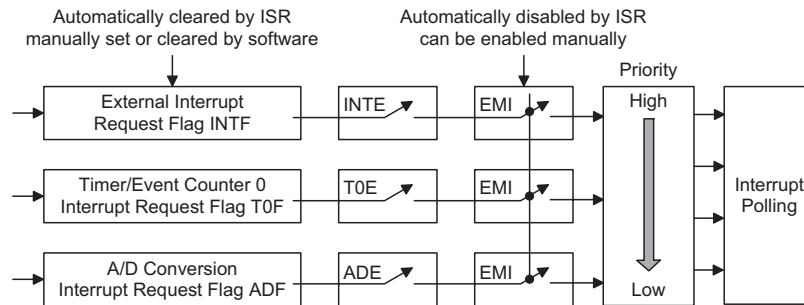 Automatically cleared by ISR
manually set or cleared by software
Automatically disabled by ISR
can be enabled manually
Priority
External Interrupt
Request Flag INTF
INTE
EMI
High
Timer/Event Counter 0
Interrupt Request Flag T0F
T0E
EMI
Interrupt
Polling
A/D Conversion
Interrupt Request Flag ADF
ADE
EMI
Low